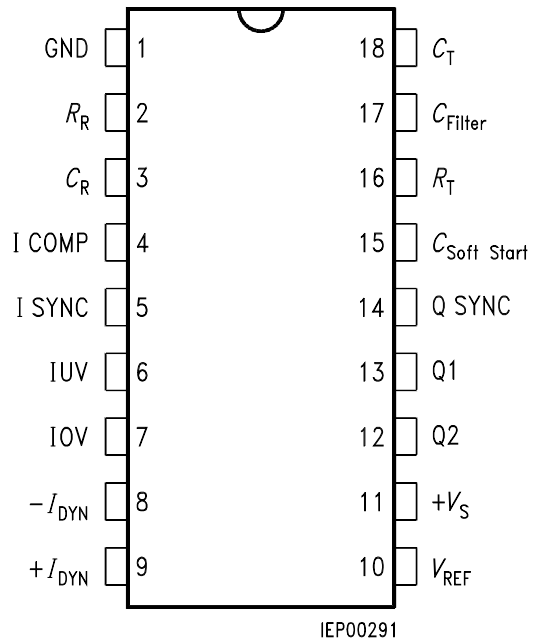 GND 1 18 C_T
R_R 2 17 C_Filter
C_R 3 16 R_T
I COMP 4 15 C_Soft Start
I SYNC 5 14 Q SYNC
IUV 6 13 Q1
IOV 7 12 Q2
−I_DYN 8 11 +V_S
+I_DYN 9 10 V_REF
IEP00291